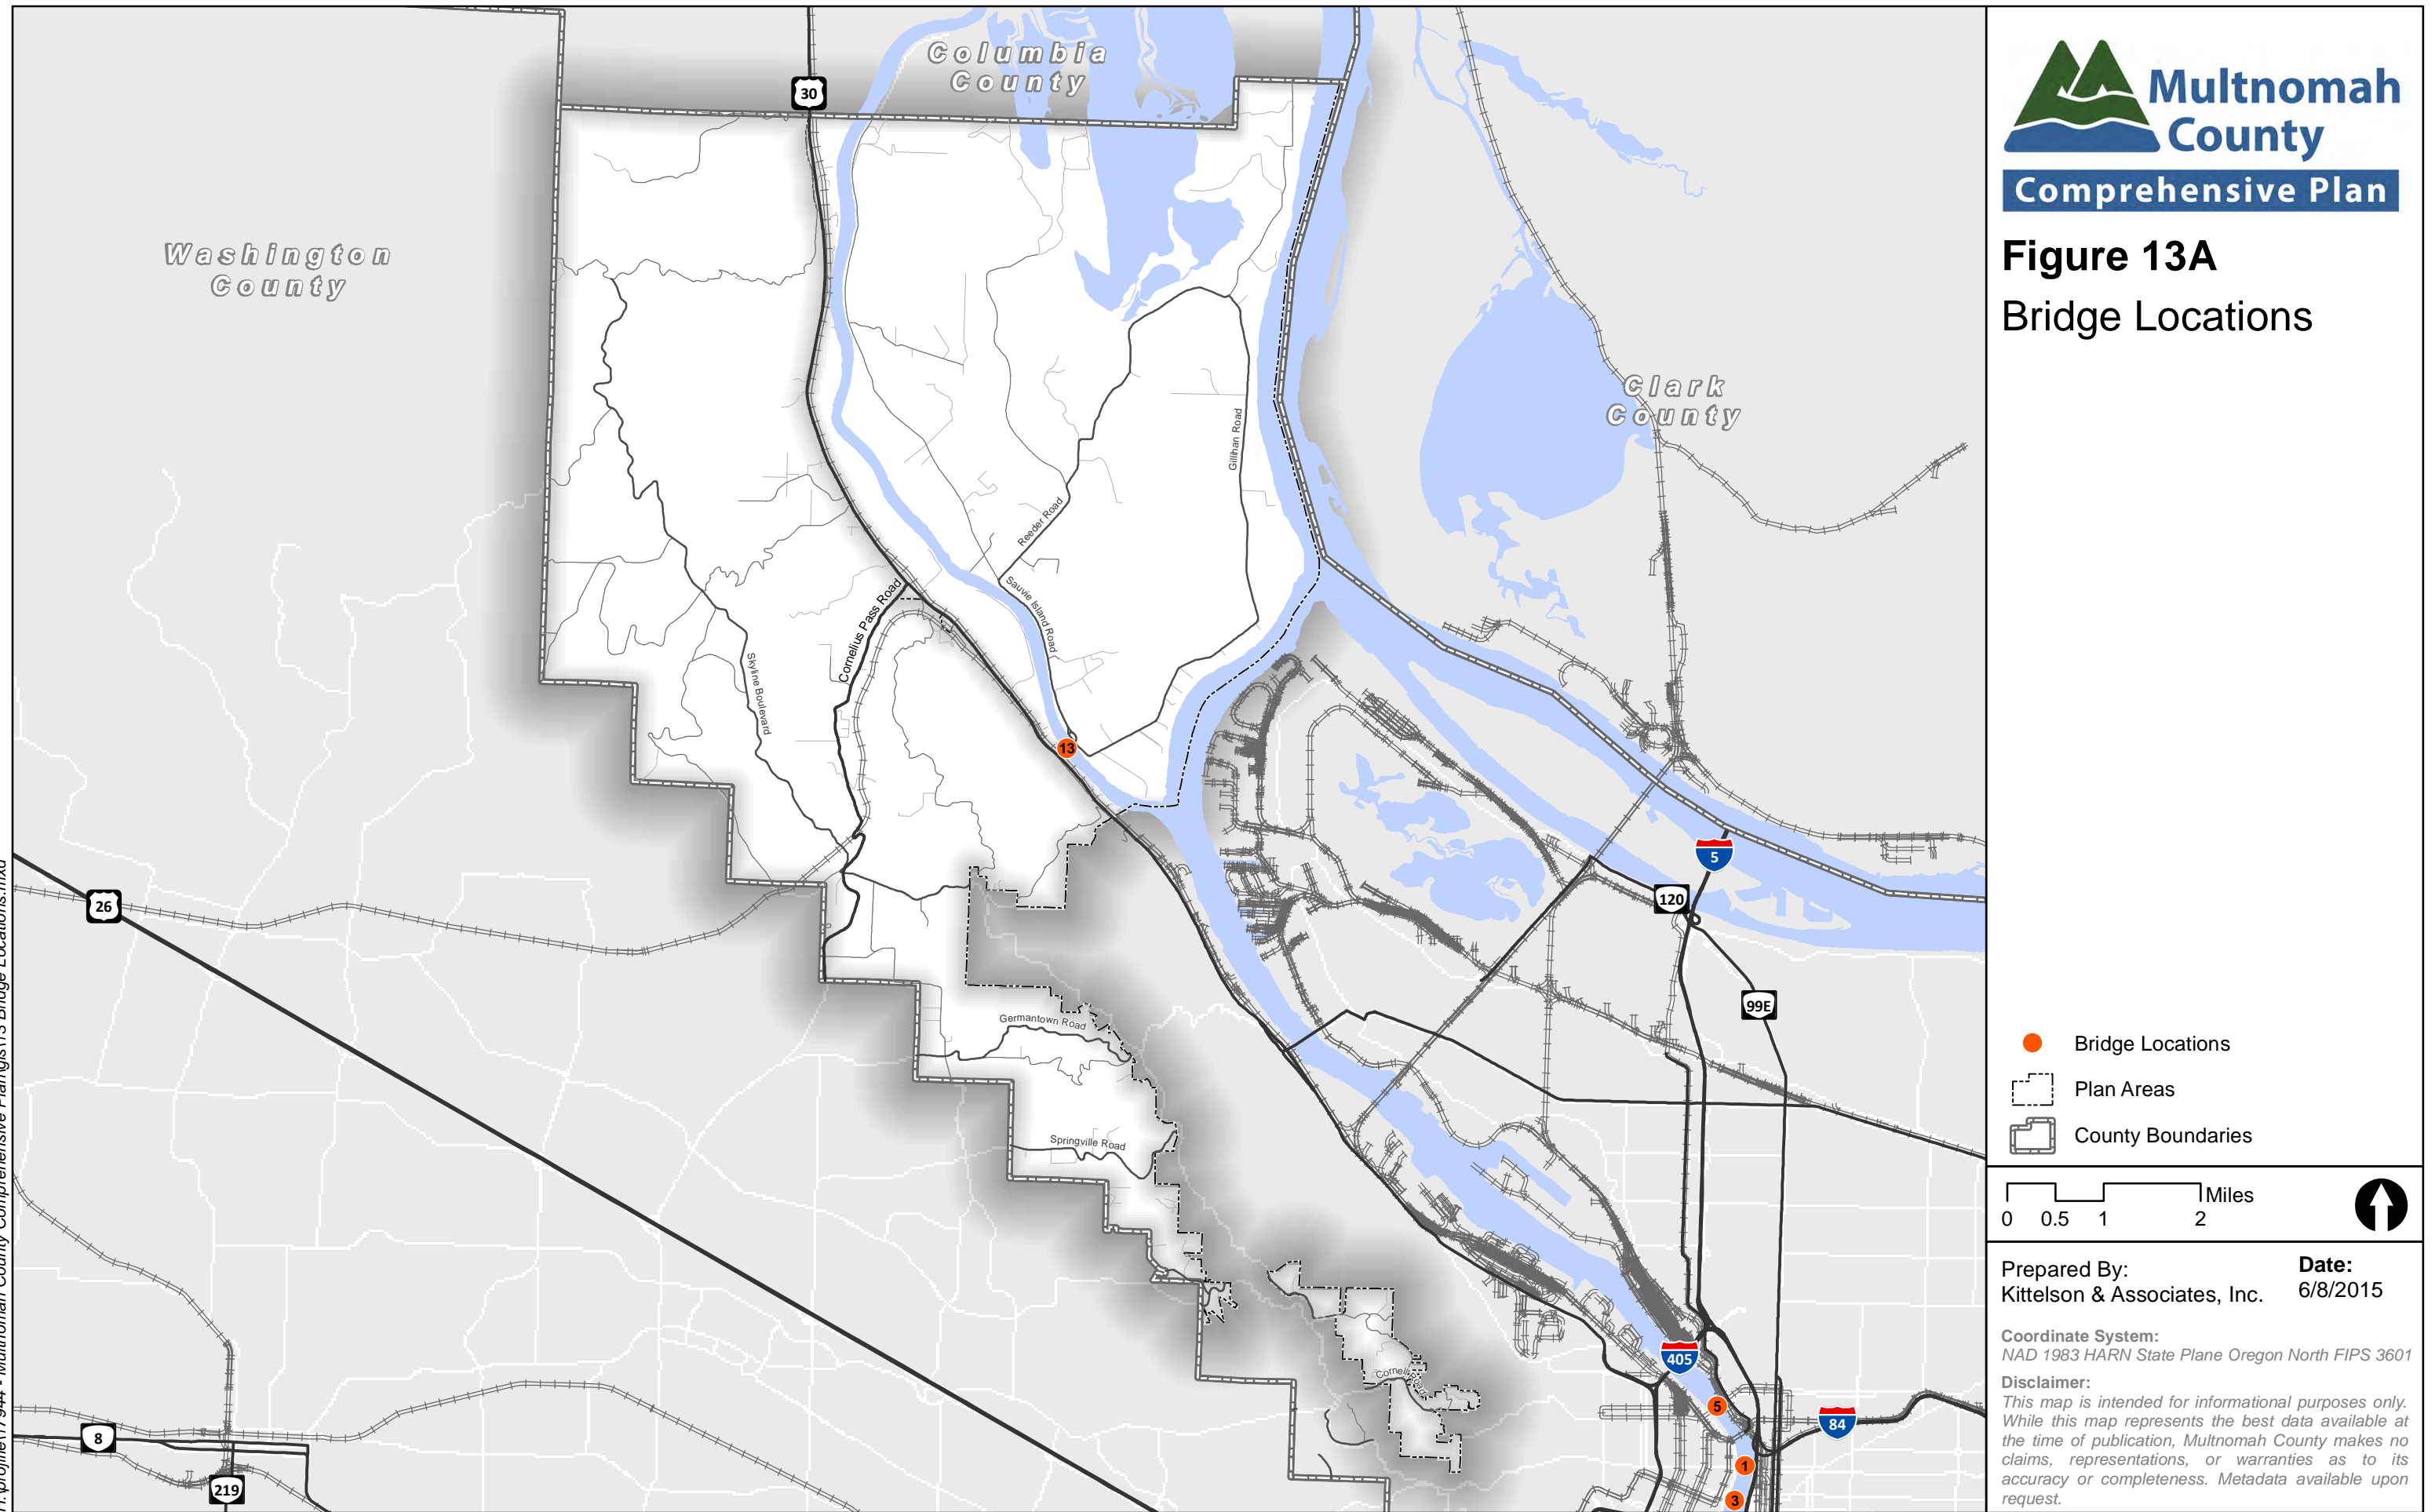 Columbia
County
30
Washington
County
Clark
County
Gillihan Road
Reeder Road
Sauvie Island Road
Cornelius Pass Road
Skyline Boulevard
13
5
120
26
99E
Germantown Road
Springville Road
405
Cornell Road
5
84
8
1
219
3
Multnomah
County
Comprehensive Plan
Figure 13A
Bridge Locations
Bridge Locations
Plan Areas
County Boundaries
Miles
0 0.5 1 2
Prepared By:
Kittelson & Associates, Inc.
Date:
6/8/2015
Coordinate System:
NAD 1983 HARN State Plane Oregon North FIPS 3601
Disclaimer:
This map is intended for informational purposes only.
While this map represents the best data available at
the time of publication, Multnomah County makes no
claims, representations, or warranties as to its
accuracy or completeness. Metadata available upon
request.